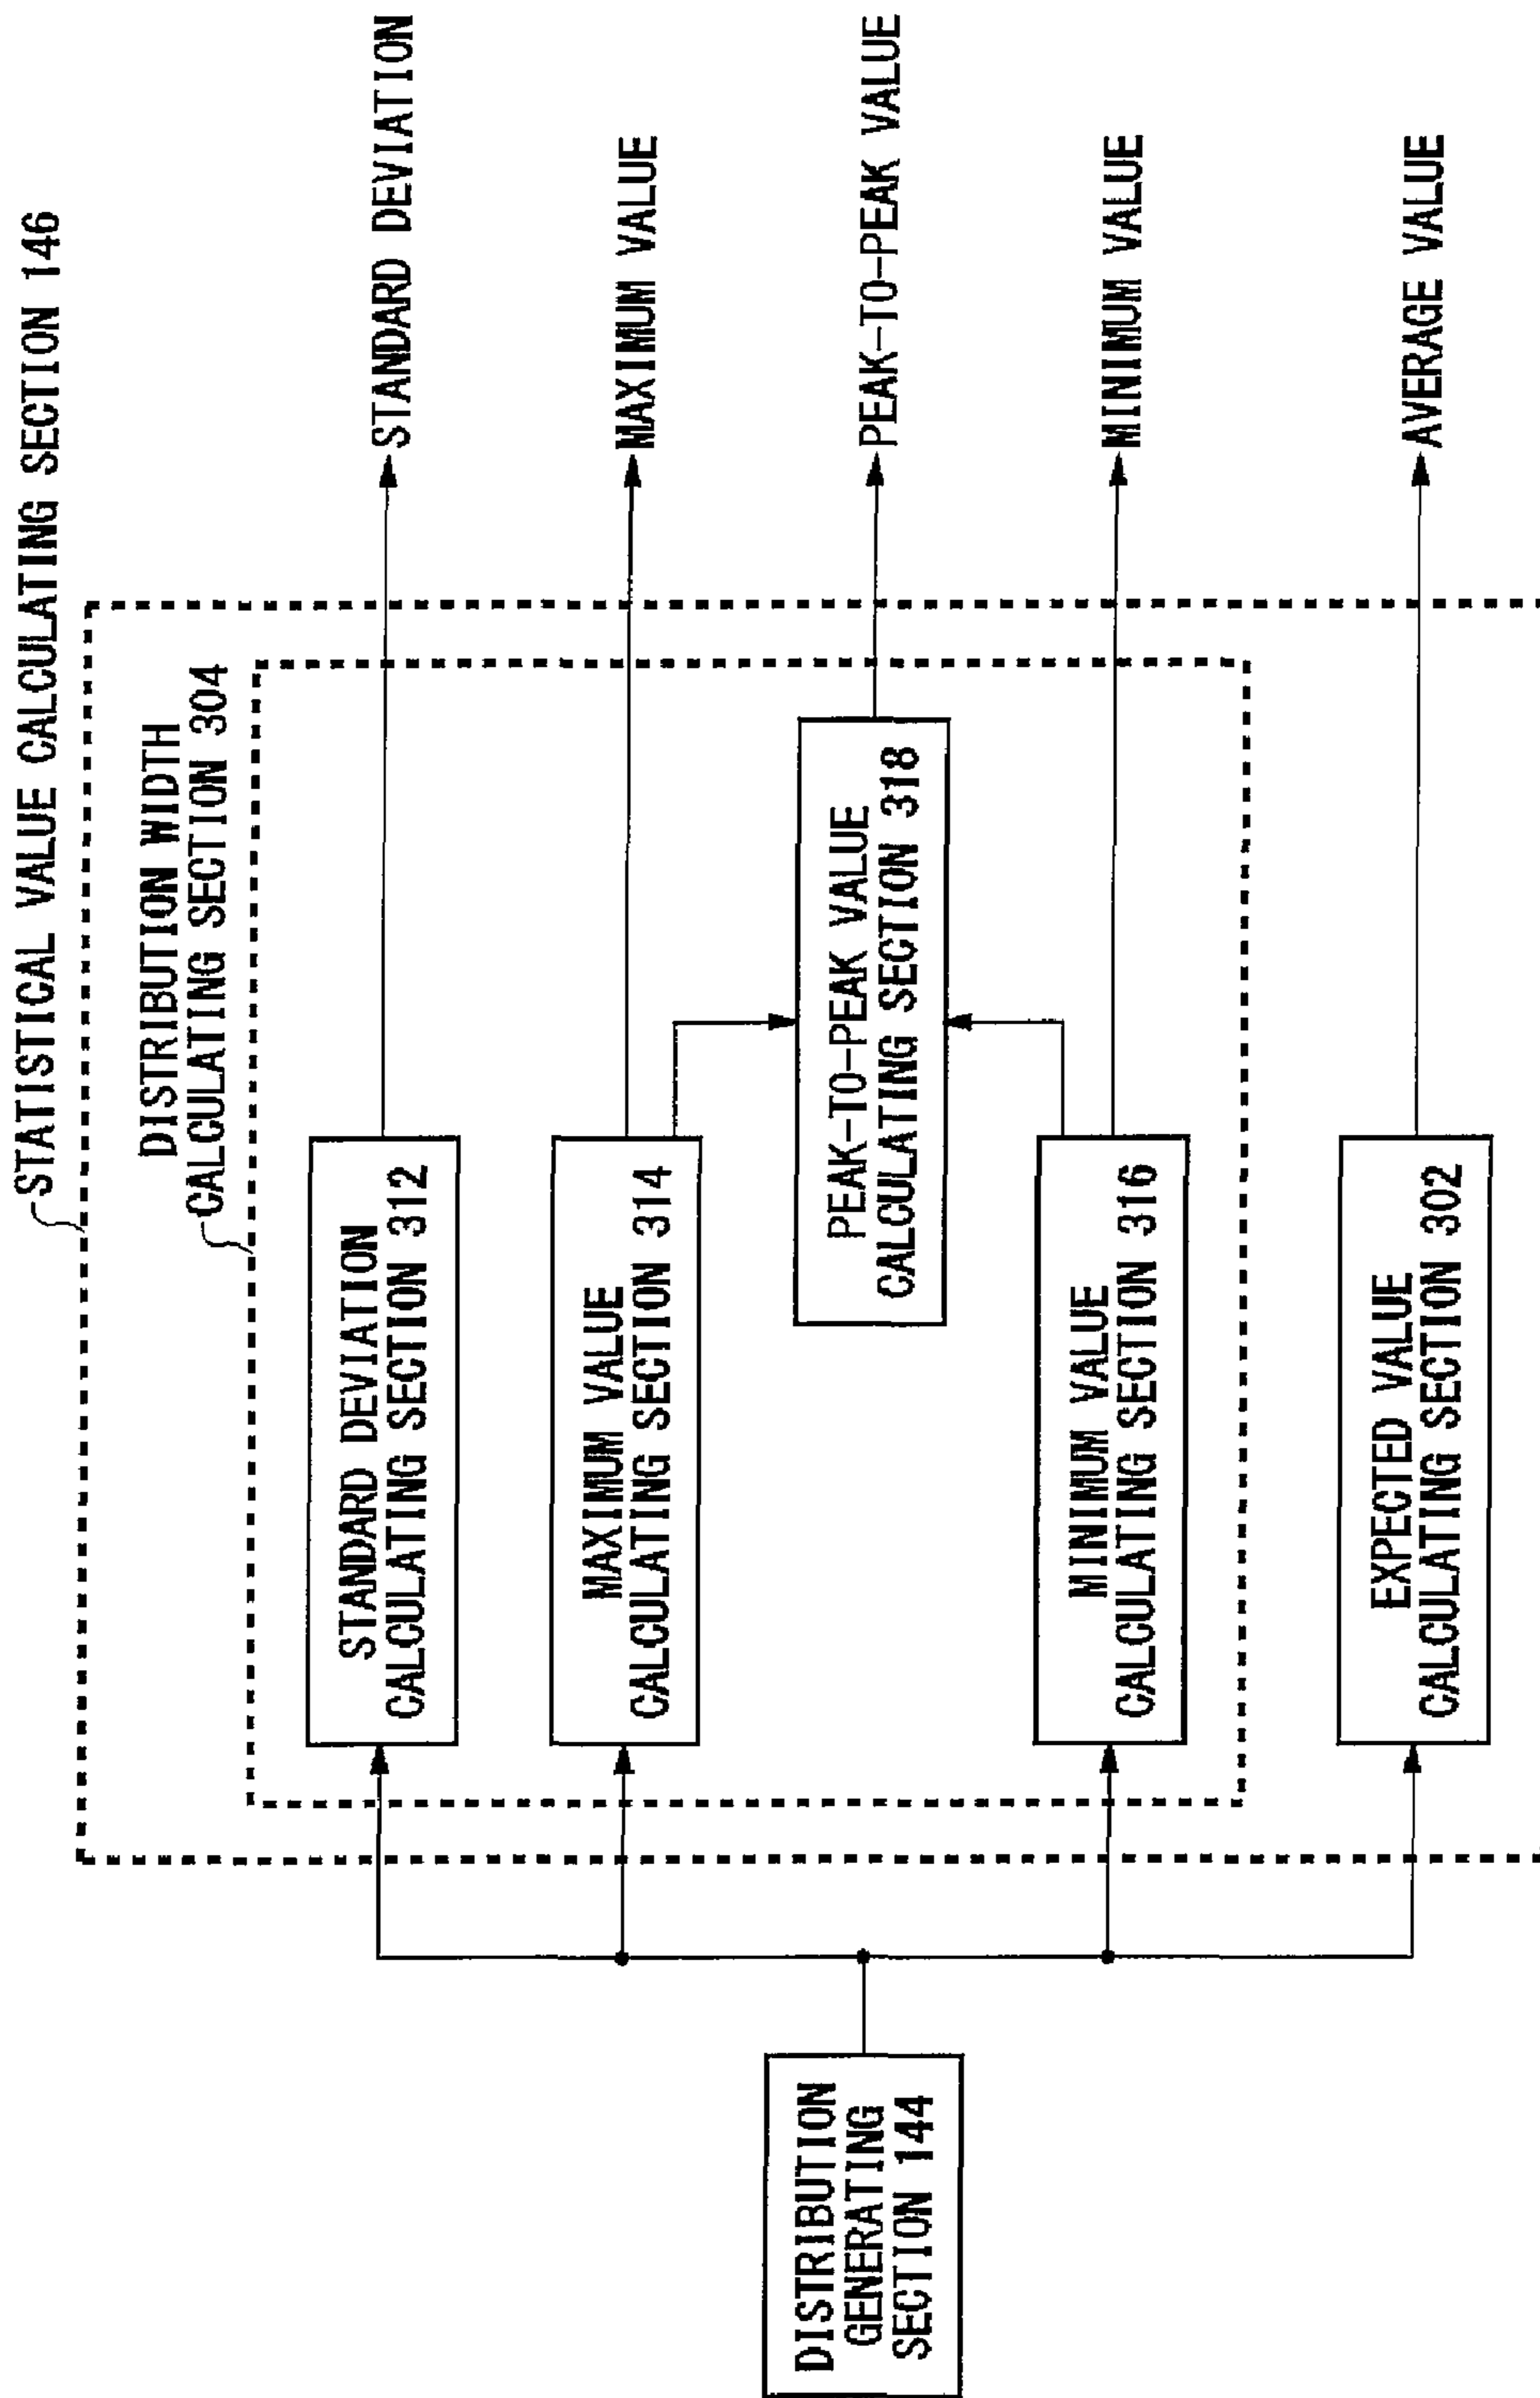 STATISTICAL VALUE CALCULATING SECTION 146
DISTRIBUTION WIDTH
CALCULATING SECTION 304
STANDARD DEVIATION
CALCULATING SECTION 312
STANDARD DEVIATION
MAXIMUM VALUE
CALCULATING SECTION 314
MAXIMUM VALUE
DISTRIBUTION
GENERATING
SECTION 144
PEAK-TO-PEAK VALUE
CALCULATING SECTION 318
PEAK-TO-PEAK VALUE
MINIMUM VALUE
CALCULATING SECTION 316
MINIMUM VALUE
EXPECTED VALUE
CALCULATING SECTION 302
AVERAGE VALUE